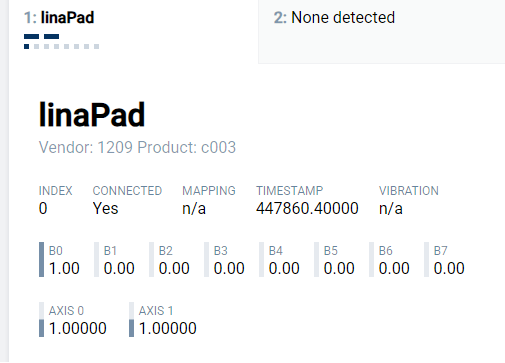 1: linaPad 2: None detected
linaPad
Vendor: 1209 Product: c003
INDEX CONNECTED MAPPING TIMESTAMP VIBRATION
0 Yes n/a 447860.40000 n/a
B0 B1 B2 B3 B4 B5 B6 B7
1.00 0.00 0.00 0.00 0.00 0.00 0.00 0.00
AXIS 0 AXIS 1
1.00000 1.00000